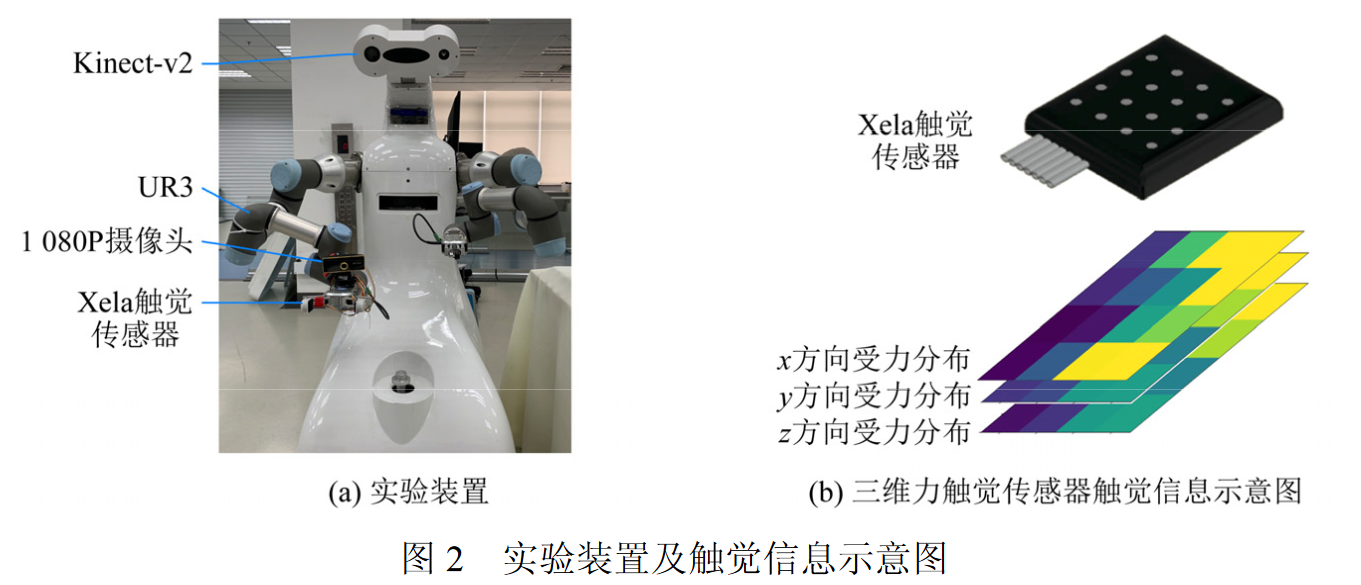 Kinect-v2
UR3
1 080P摄像头
Xela触觉
传感器
(a) 实验装置
Xela触觉
传感器
x方向受力分布
y方向受力分布
z方向受力分布
(b) 三维力触觉传感器触觉信息示意图
图 2 实验装置及触觉信息示意图